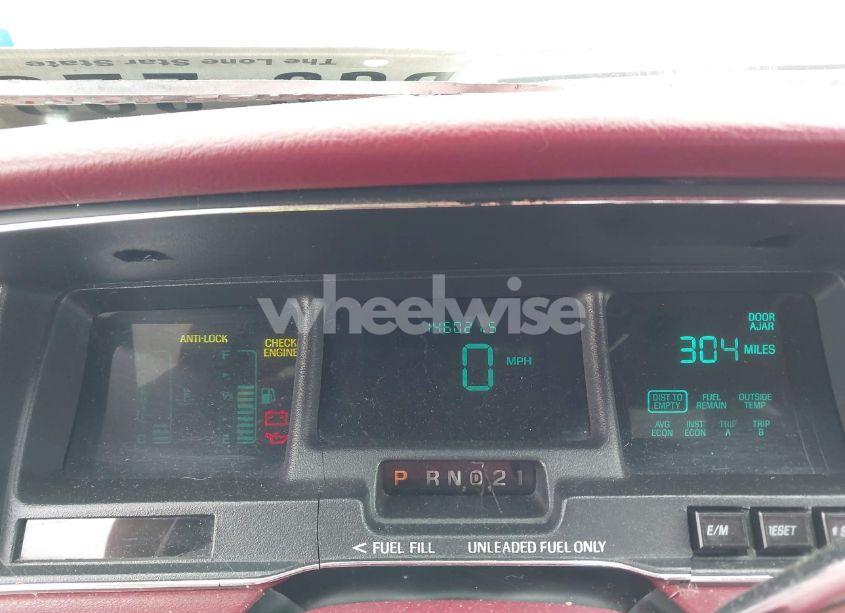 The Lone Star State
wheelwise
ANTI-LOCK
CHECK
ENGINE
F
1/2
E
0 MPH
DOOR
AJAR
304 MILES
DIST TO
EMPTY
FUEL
REMAIN
OUTSIDE
TEMP
AVG
ECON
INST
ECON
TRIP
A
TRIP
B
P RND21
< FUEL FILL
UNLEADED FUEL ONLY
E/M
RESET